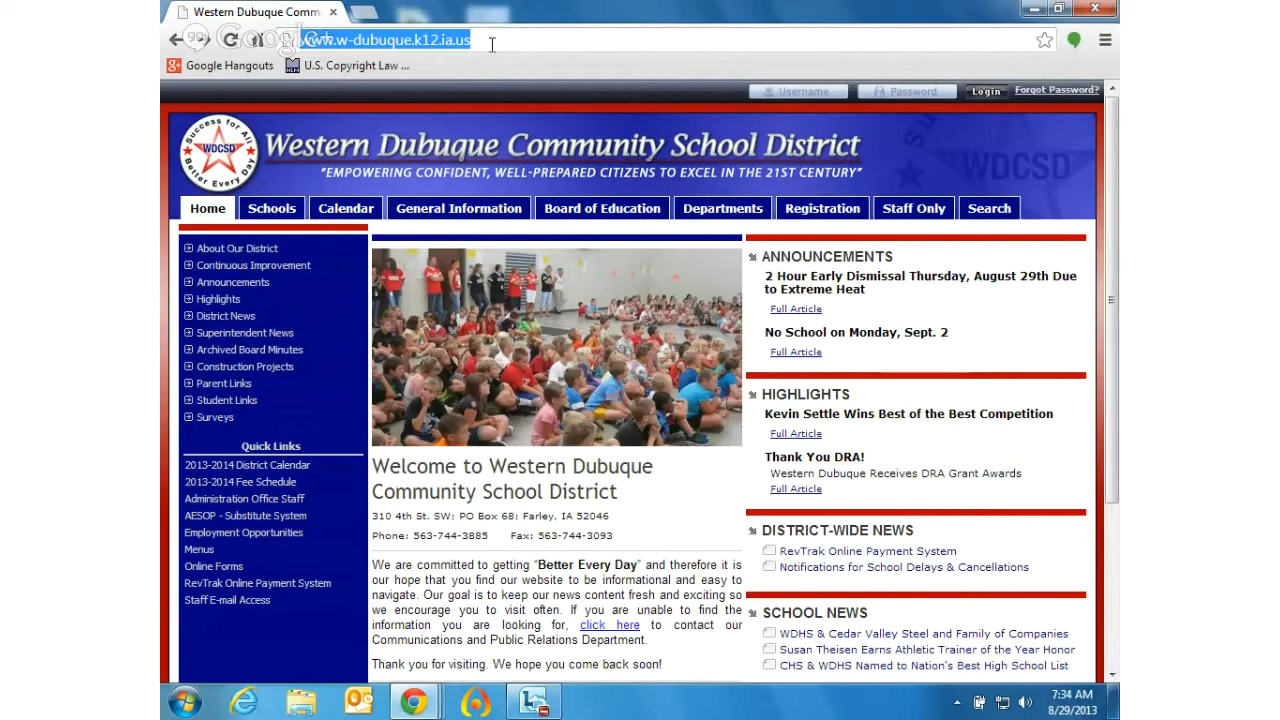 Western Dubuque Comm
Google
www.w-dubuque.k12.ia.us
Google Hangouts
U.S. Copyright Law ...
Username
Password
Login
Forgot Password?
Success for All
WDCSD
Better Every Day
Western Dubuque Community School District
"EMPOWERING CONFIDENT, WELL-PREPARED CITIZENS TO EXCEL IN THE 21ST CENTURY"
WDCSD
Home
Schools
Calendar
General Information
Board of Education
Departments
Registration
Staff Only
Search
About Our District
Continuous Improvement
Announcements
Highlights
District News
Superintendent News
Archived Board Minutes
Construction Projects
Parent Links
Student Links
Surveys
Quick Links
2013-2014 District Calendar
2013-2014 Fee Schedule
Administration Office Staff
AESOP - Substitute System
Employment Opportunities
Menus
Online Forms
RevTrak Online Payment System
Staff E-mail Access
Welcome to Western Dubuque
Community School District
310 4th St. SW; PO Box 68; Farley, IA 52046
Phone: 563-744-3885 Fax: 563-744-3093
We are committed to getting "Better Every Day" and therefore it is
our hope that you find our website to be informational and easy to
navigate. Our goal is to keep our news content fresh and exciting so
we encourage you to visit often. If you are unable to find the
information you are looking for, click here to contact our
Communications and Public Relations Department.
Thank you for visiting. We hope you come back soon!
ANNOUNCEMENTS
2 Hour Early Dismissal Thursday, August 29th Due
to Extreme Heat
Full Article
No School on Monday, Sept. 2
Full Article
HIGHLIGHTS
Kevin Settle Wins Best of the Best Competition
Full Article
Thank You DRA!
Western Dubuque Receives DRA Grant Awards
Full Article
DISTRICT-WIDE NEWS
RevTrak Online Payment System
Notifications for School Delays & Cancellations
SCHOOL NEWS
WDHS & Cedar Valley Steel and Family of Companies
Susan Theisen Earns Athletic Trainer of the Year Honor
CHS & WDHS Named to Nation's Best High School List
7:34 AM
8/29/2013